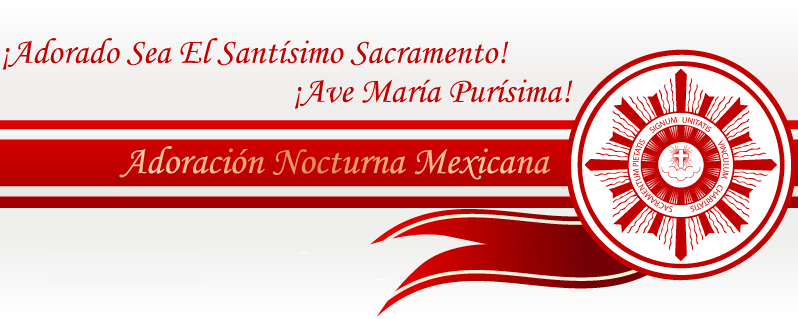 ¡Adorado Sea El Santísimo Sacramento!
¡Ave María Purísima!
Adoración Nocturna Mexicana
SACRAMENTUM PIETATIS SIGNUM UNITATIS VINCULUM CHARITATIS